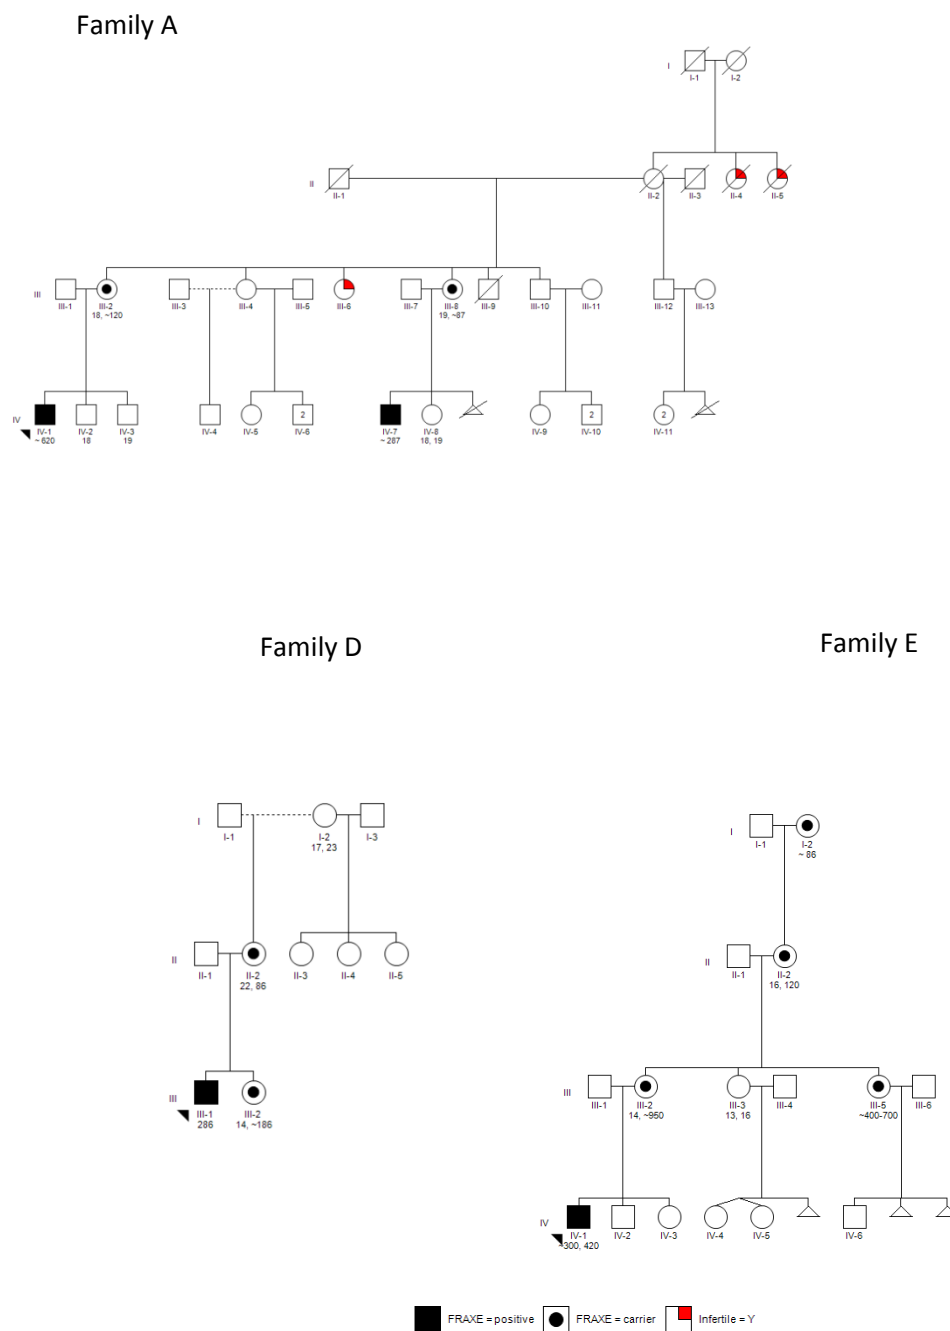 Family A
I
I-1 I-2
II
II-1 II-2 II-3 II-4 II-5
III
III-1 III-2 III-3 III-4 III-5 III-6 III-7 III-8 III-9 III-10 III-11 III-12 III-13
18, ~120 19, ~87
2 2 2
IV
IV-1 IV-2 IV-3 IV-4 IV-5 IV-6 IV-7 IV-8 IV-9 IV-10 IV-11
~ 620 18 19 ~ 287 18, 19
Family D
I
I-1 I-2 I-3
17, 23
II
II-1 II-2 II-3 II-4 II-5
22, 86
III
III-1 III-2
286 14, ~186
Family E
I
I-1 I-2
~ 86
II
II-1 II-2
16, 120
III
III-1 III-2 III-3 III-4 III-5 III-6
14, ~950 13, 16 ~400-700
IV
IV-1 IV-2 IV-3 IV-4 IV-5 IV-6
~300, 420
FRAXE = positive FRAXE = carrier Infertile = Y